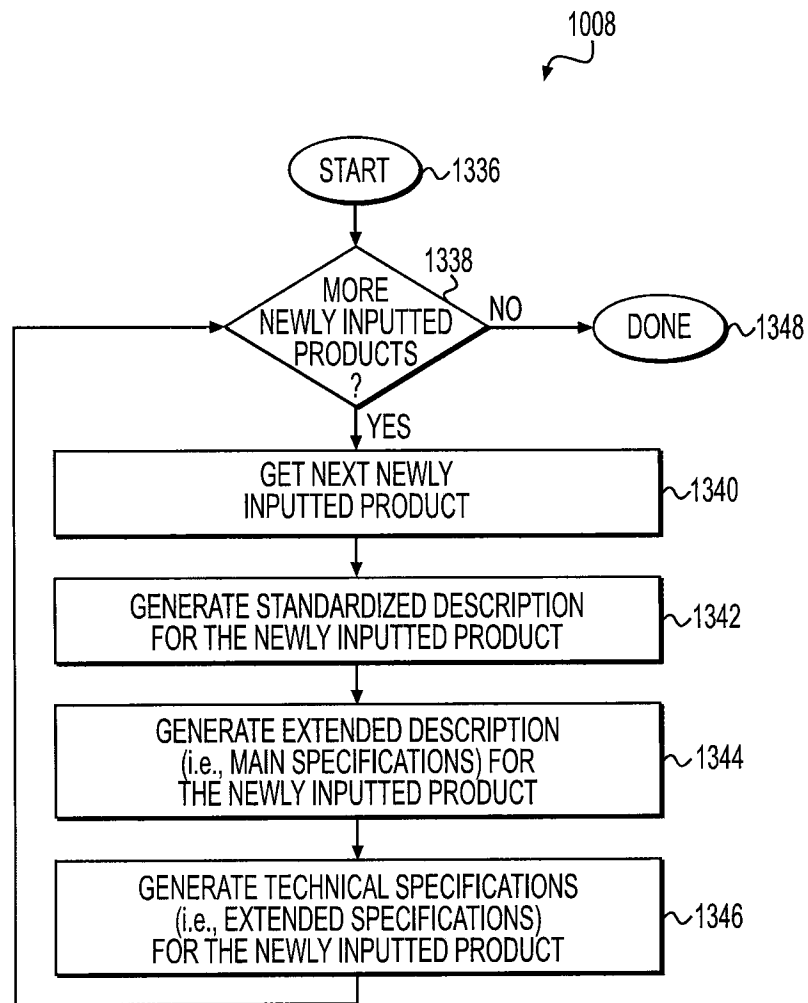 1008
START
1336
1338
MORE
NEWLY INPUTTED
PRODUCTS
?
NO
DONE
1348
YES
GET NEXT NEWLY
INPUTTED PRODUCT
1340
GENERATE STANDARDIZED DESCRIPTION
FOR THE NEWLY INPUTTED PRODUCT
1342
GENERATE EXTENDED DESCRIPTION
(i.e., MAIN SPECIFICATIONS) FOR
THE NEWLY INPUTTED PRODUCT
1344
GENERATE TECHNICAL SPECIFICATIONS
(i.e., EXTENDED SPECIFICATIONS)
FOR THE NEWLY INPUTTED PRODUCT
1346